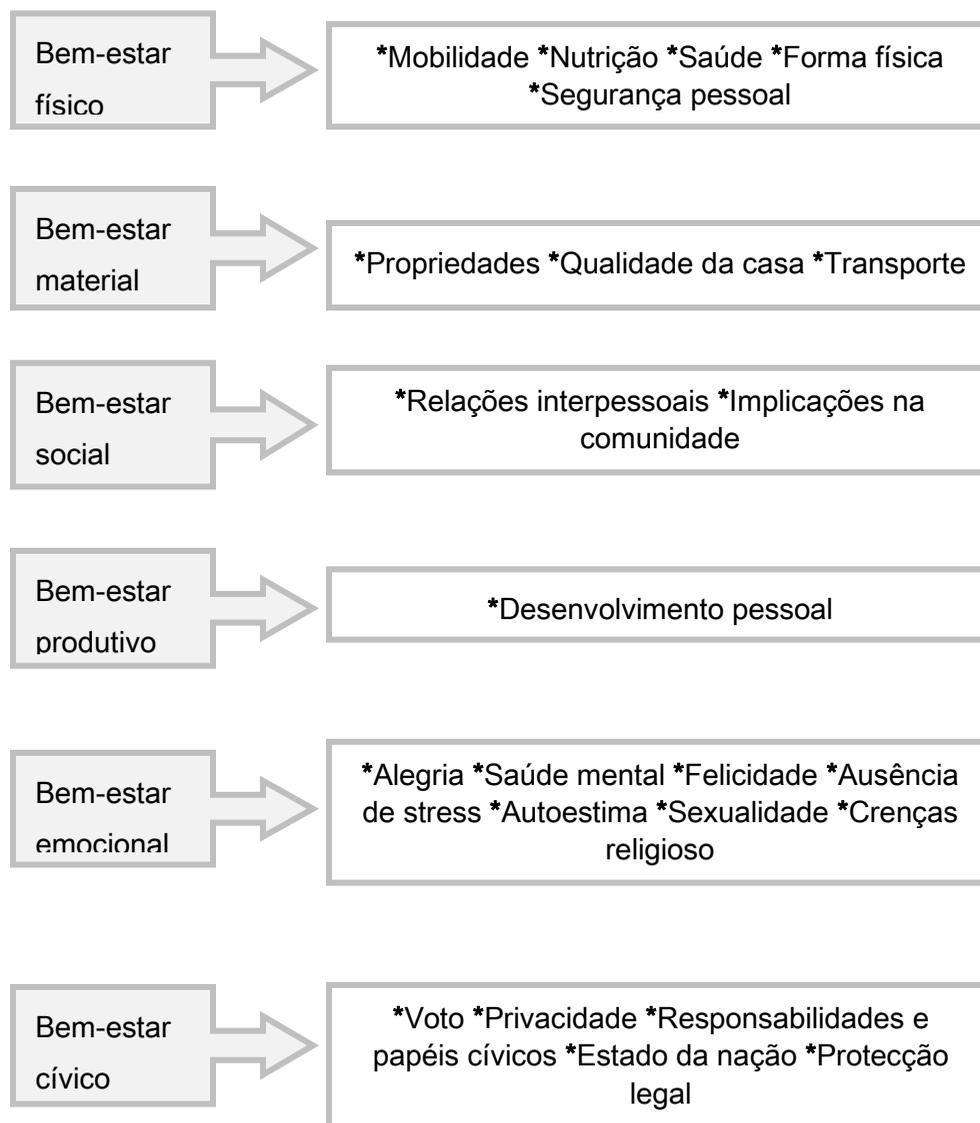 Bem-estar
físico
*Mobilidade *Nutrição *Saúde *Forma física
*Segurança pessoal
Bem-estar
material
*Propriedades *Qualidade da casa *Transporte
Bem-estar
social
*Relações interpessoais *Implicações na
comunidade
Bem-estar
produtivo
*Desenvolvimento pessoal
Bem-estar
emocional
*Alegria *Saúde mental *Felicidade *Ausência
de stress *Autoestima *Sexualidade *Crenças
religioso
Bem-estar
cívico
*Voto *Privacidade *Responsabilidades e
papéis cívicos *Estado da nação *Protecção
legal